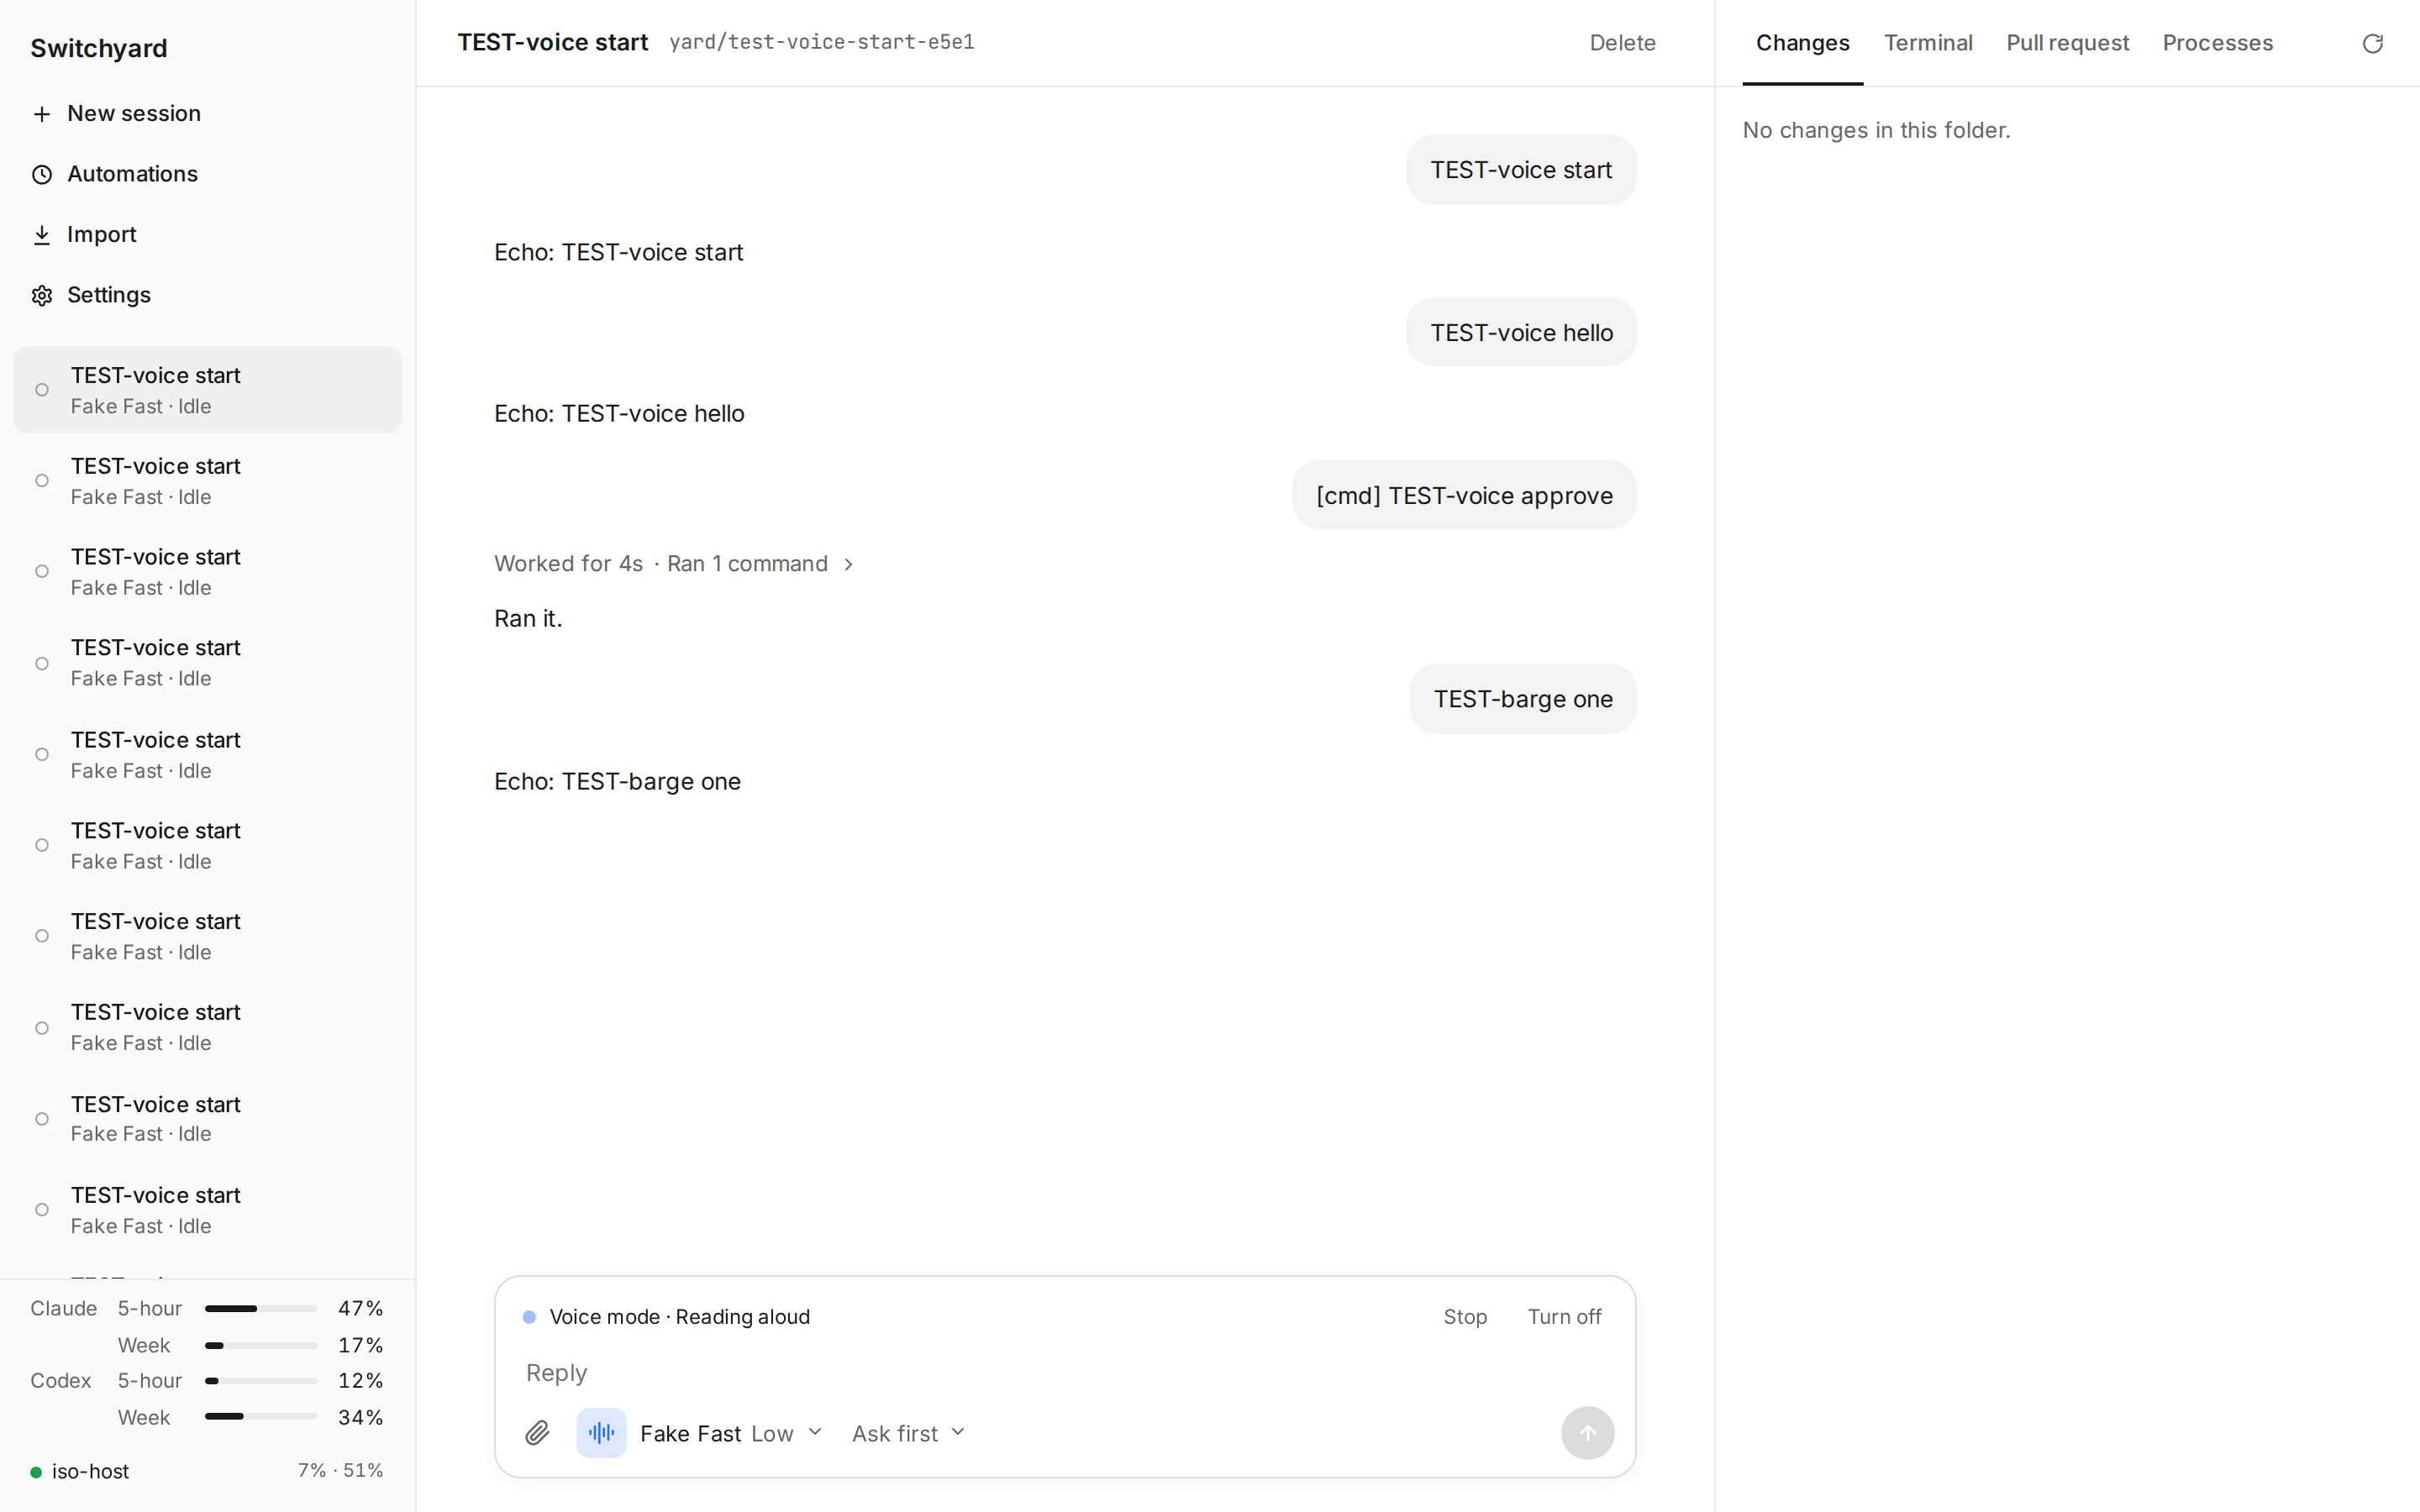 Switchyard
New session
Automations
Import
Settings
TEST-voice start
Fake Fast · Idle
TEST-voice start
Fake Fast · Idle
TEST-voice start
Fake Fast · Idle
TEST-voice start
Fake Fast · Idle
TEST-voice start
Fake Fast · Idle
TEST-voice start
Fake Fast · Idle
TEST-voice start
Fake Fast · Idle
TEST-voice start
Fake Fast · Idle
TEST-voice start
Fake Fast · Idle
TEST-voice start
Fake Fast · Idle
Claude 5-hour 47%
Week 17%
Codex 5-hour 12%
Week 34%
iso-host 7% · 51%
TEST-voice start yard/test-voice-start-e5e1 Delete
TEST-voice start
Echo: TEST-voice start
TEST-voice hello
Echo: TEST-voice hello
[cmd] TEST-voice approve
Worked for 4s · Ran 1 command
Ran it.
TEST-barge one
Echo: TEST-barge one
Voice mode · Reading aloud Stop Turn off
Reply
Fake Fast Low Ask first
Changes Terminal Pull request Processes
No changes in this folder.